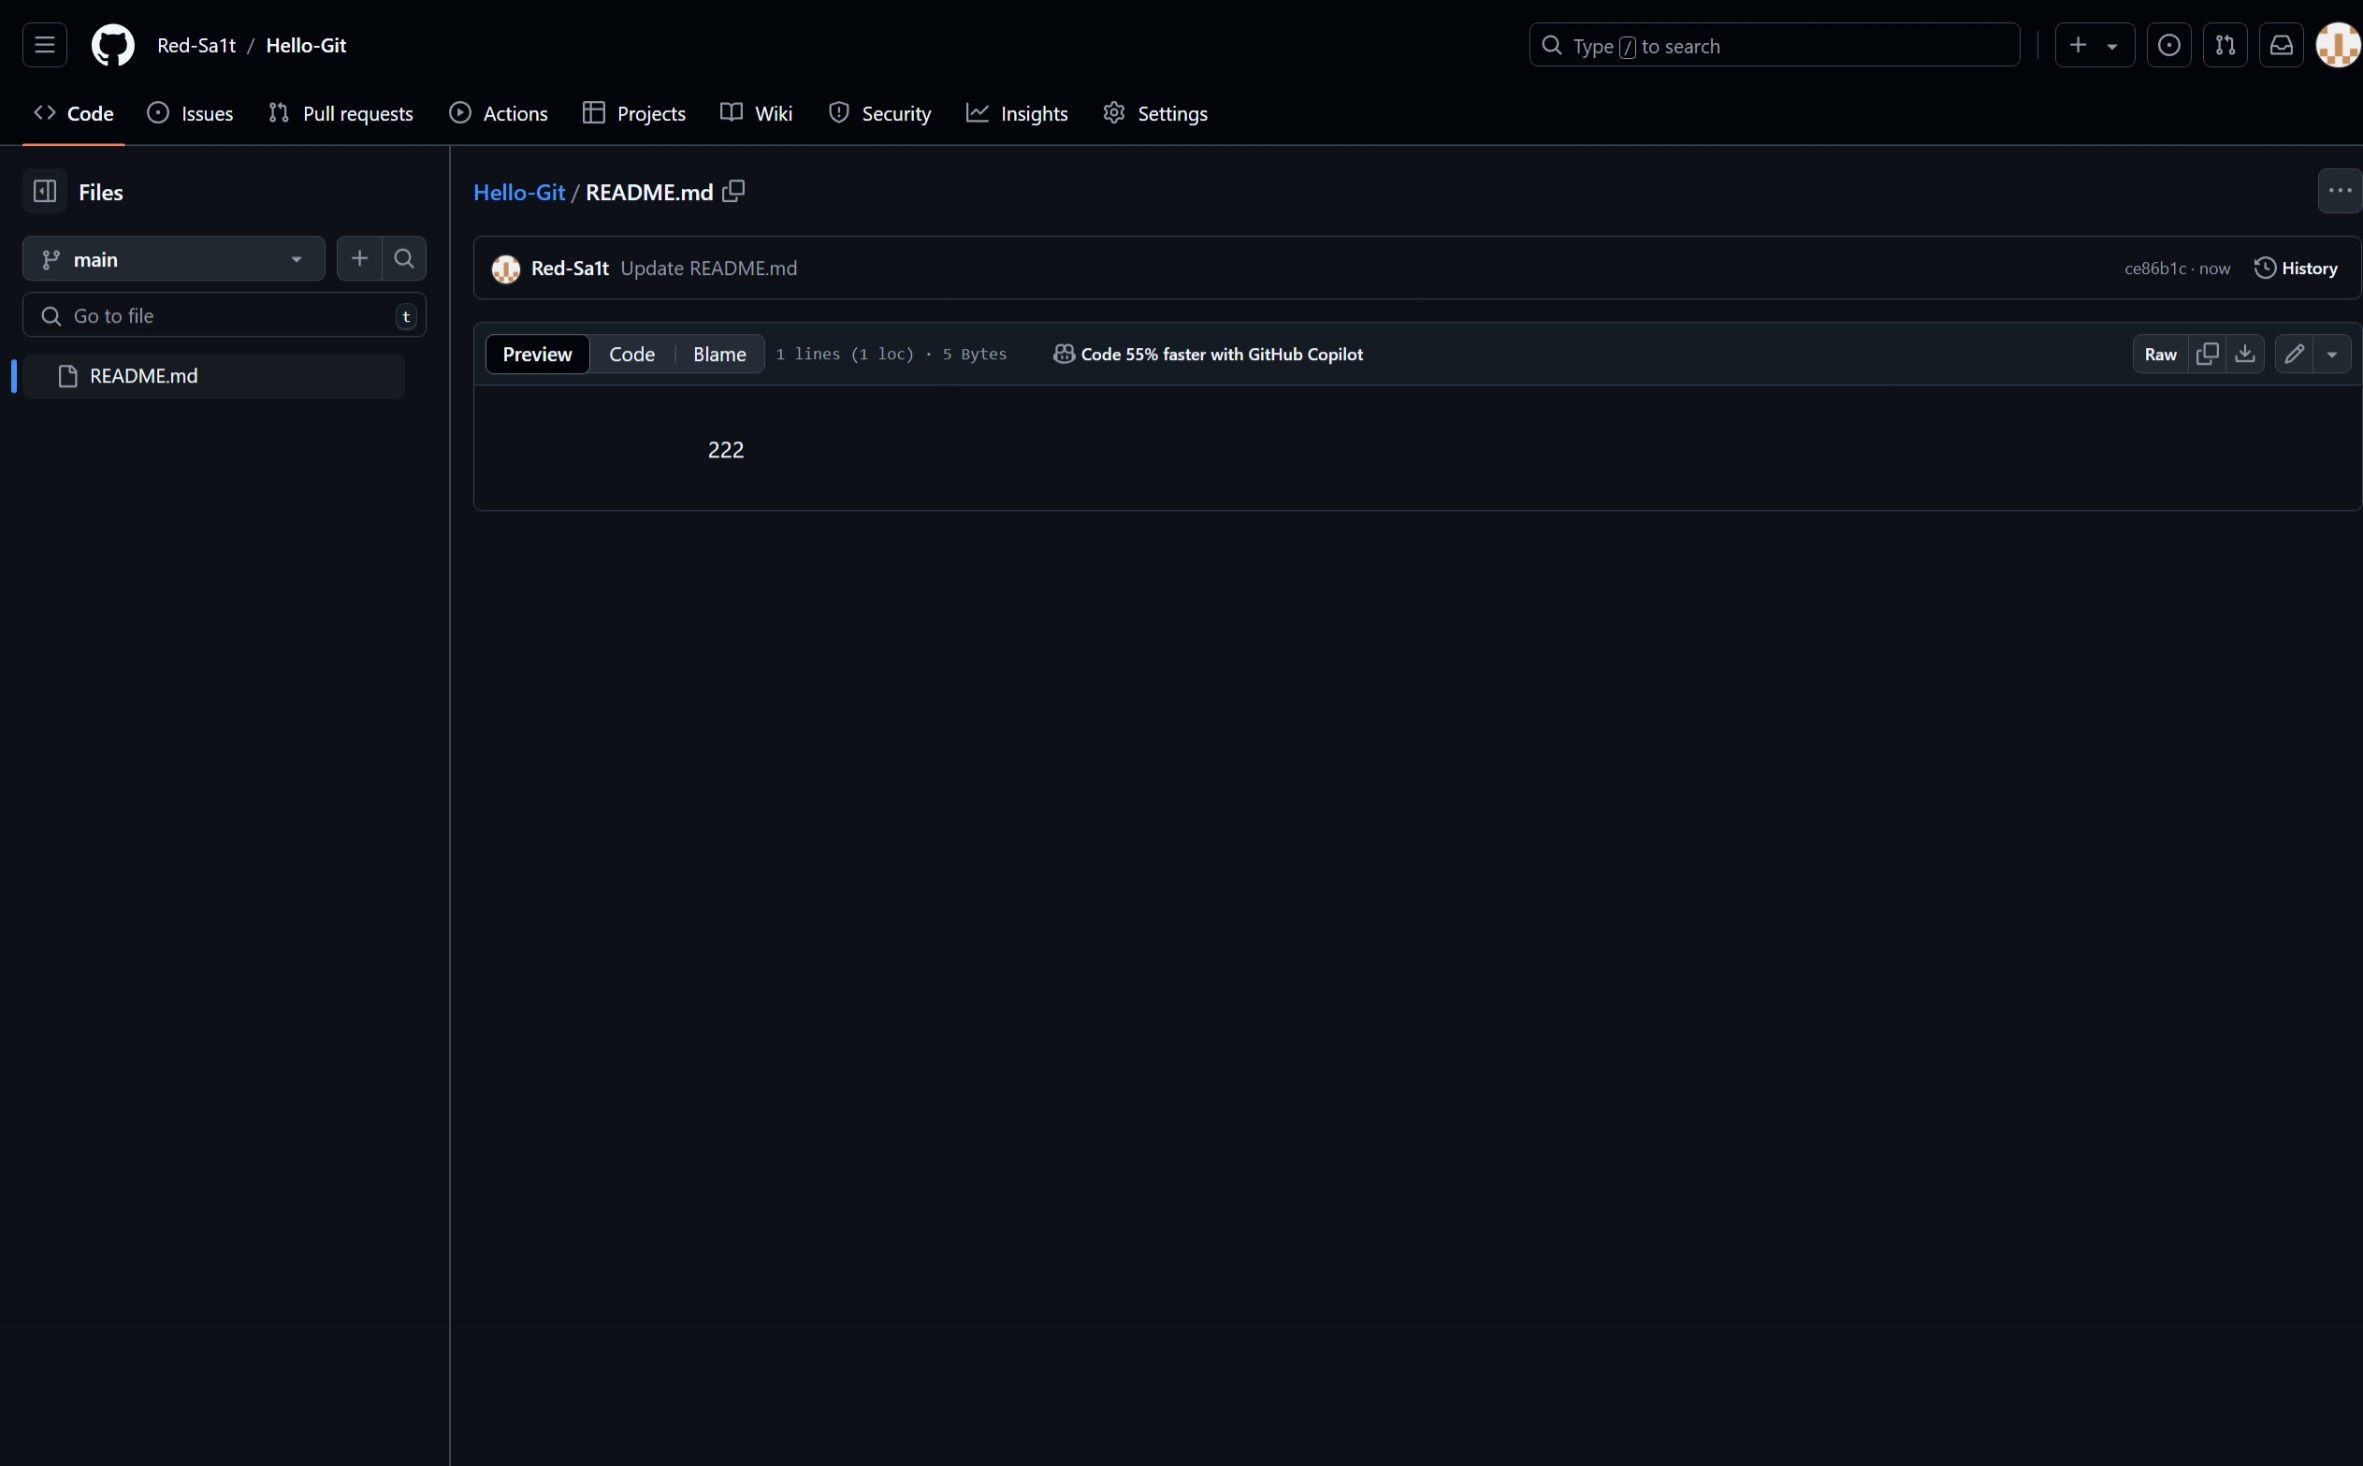 Red-Sa1t / Hello-Git
Type / to search
Code
Issues
Pull requests
Actions
Projects
Wiki
Security
Insights
Settings
Files
main
Go to file
t
README.md
Hello-Git / README.md
Red-Sa1t Update README.md
ce86b1c · now
History
Preview
Code
Blame
1 lines (1 loc) · 5 Bytes
Code 55% faster with GitHub Copilot
Raw
222